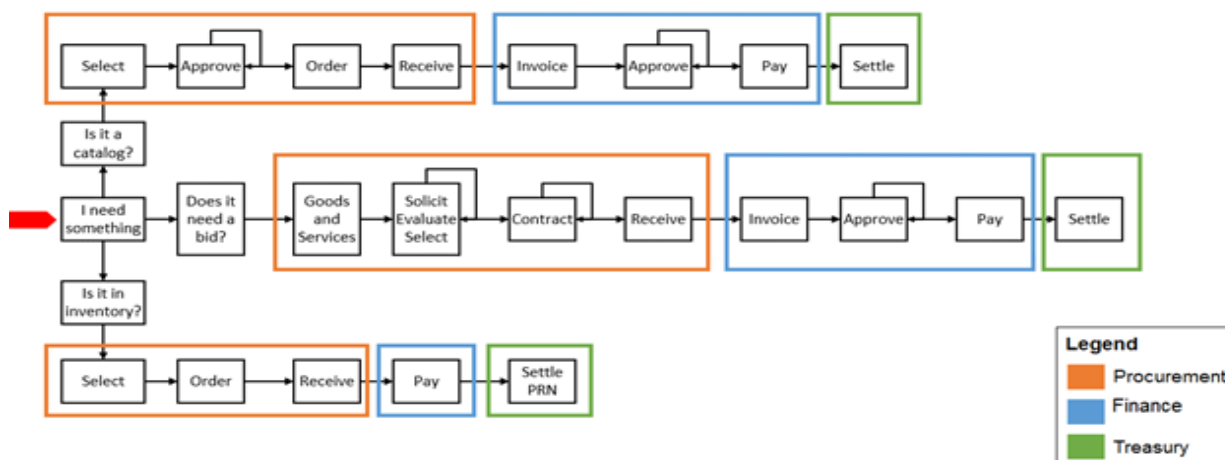 Select
Approve
Order
Receive
Invoice
Approve
Pay
Settle
Is it a
catalog?
I need
something
Does it
need a
bid?
Goods
and
Services
Solicit
Evaluate
Select
Contract
Receive
Invoice
Approve
Pay
Settle
Is it in
inventory?
Select
Order
Receive
Pay
Settle
PRN
Legend
Procurement
Finance
Treasury